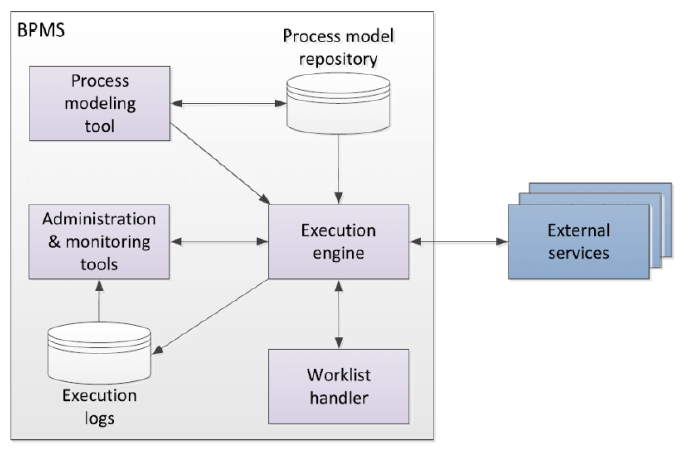 BPMS
Process model
repository
Process
modeling
tool
Administration
& monitoring
tools
Execution
engine
External
services
Execution
logs
Worklist
handler